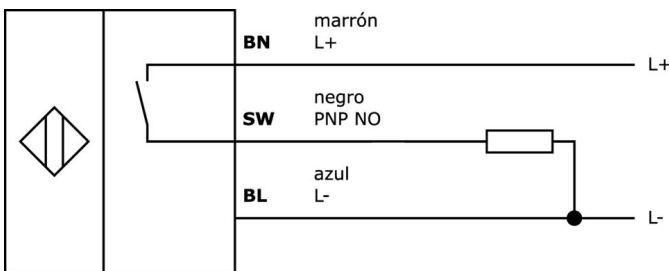 marrón
BN L+
L+
negro
SW PNP NO
azul
BL L-
L-